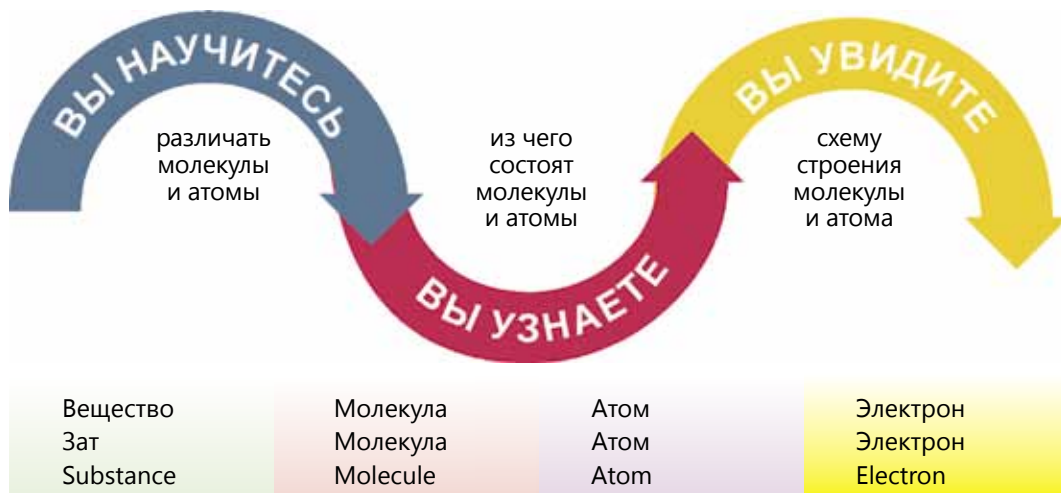 ВЫ НАУЧИТЕСЬ
различать
молекулы
и атомы
ВЫ УЗНАЕТЕ
из чего
состоят
молекулы
и атомы
ВЫ УВИДИТЕ
схему
строения
молекулы
и атома
Вещество
Зат
Substance
Молекула
Молекула
Molecule
Атом
Атом
Atom
Электрон
Электрон
Electron